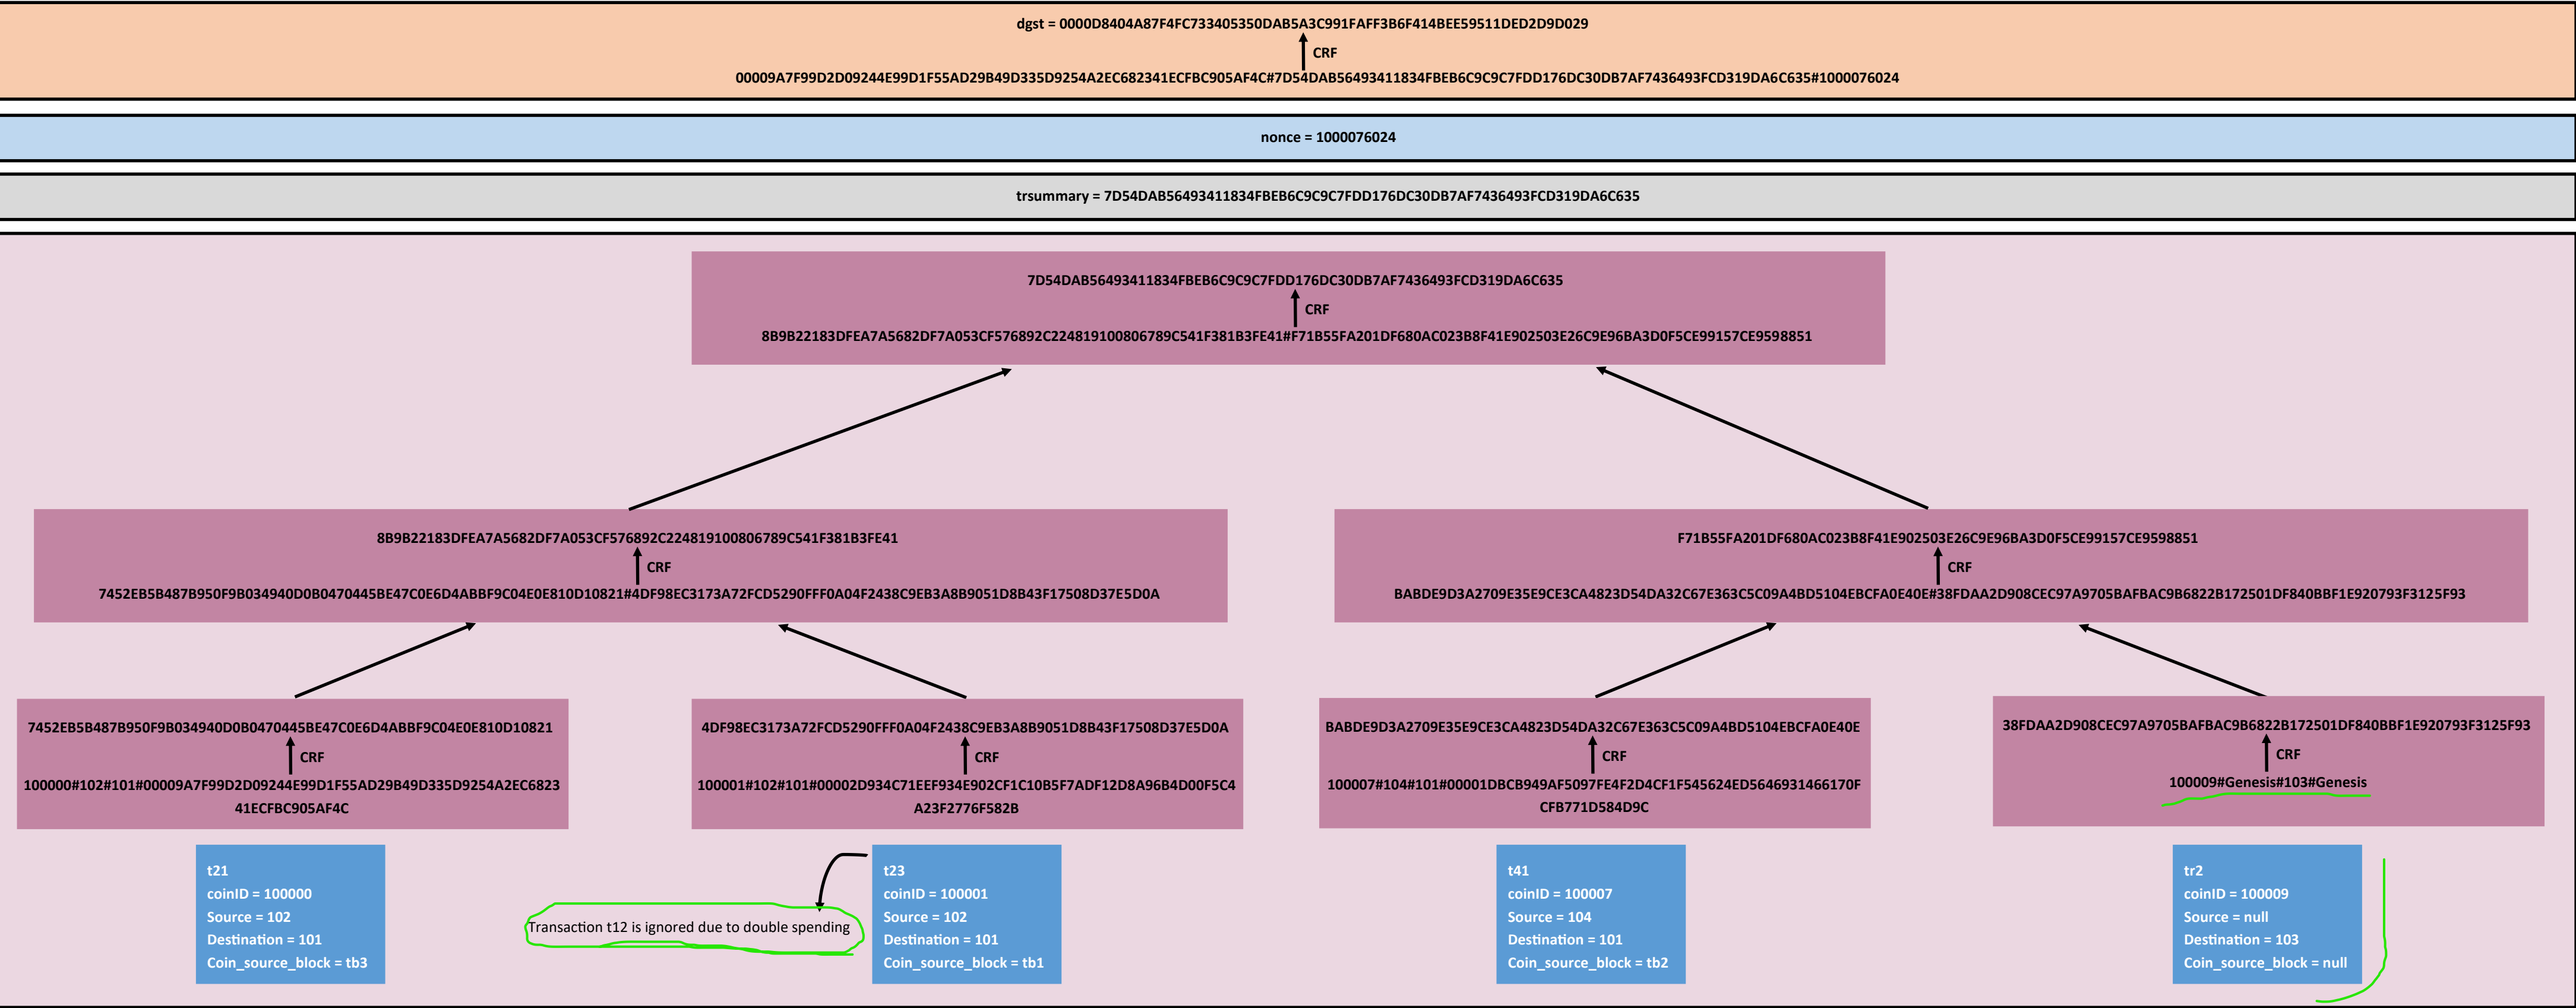 dgst = 0000D8404A87F4FC733405350DAB5A3C991FAFF3B6F414BEE59511DED2D9D029
CRF
00009A7F99D2D09244E99D1F55AD29B49D335D9254A2EC682341ECFBC905AF4C#7D54DAB56493411834FBEB6C9C9C7FDD176DC30DB7AF7436493FCD319DA6C635#1000076024
nonce = 1000076024
trsummary = 7D54DAB56493411834FBEB6C9C9C7FDD176DC30DB7AF7436493FCD319DA6C635
7D54DAB56493411834FBEB6C9C9C7FDD176DC30DB7AF7436493FCD319DA6C635
CRF
8B9B22183DFEA7A5682DF7A053CF576892C224819100806789C541F381B3FE41#F71B55FA201DF680AC023B8F41E902503E26C9E96BA3D0F5CE99157CE9598851
8B9B22183DFEA7A5682DF7A053CF576892C224819100806789C541F381B3FE41
CRF
7452EB5B487B950F9B034940D0B0470445BE47C0E6D4ABBF9C04E0E810D10821#4DF98EC3173A72FCD5290FFF0A04F2438C9EB3A8B9051D8B43F17508D37E5D0A
F71B55FA201DF680AC023B8F41E902503E26C9E96BA3D0F5CE99157CE9598851
CRF
BABDE9D3A2709E35E9CE3CA4823D54DA32C67E363C5C09A4BD5104EBCFA0E40E#38FDAA2D908CEC97A9705BAFBAC9B6822B172501DF840BBF1E920793F3125F93
7452EB5B487B950F9B034940D0B0470445BE47C0E6D4ABBF9C04E0E810D10821
CRF
100000#102#101#00009A7F99D2D09244E99D1F55AD29B49D335D9254A2EC6823
41ECFBC905AF4C
4DF98EC3173A72FCD5290FFF0A04F2438C9EB3A8B9051D8B43F17508D37E5D0A
CRF
100001#102#101#00002D934C71EEF934E902CF1C10B5F7ADF12D8A96B4D00F5C4
A23F2776F582B
BABDE9D3A2709E35E9CE3CA4823D54DA32C67E363C5C09A4BD5104EBCFA0E40E
CRF
100007#104#101#00001DBCB949AF5097FE4F2D4CF1F545624ED5646931466170F
CFB771D584D9C
38FDAA2D908CEC97A9705BAFBAC9B6822B172501DF840BBF1E920793F3125F93
CRF
100009#Genesis#103#Genesis
t21
coinID = 100000
Source = 102
Destination = 101
Coin_source_block = tb3
Transaction t12 is ignored due to double spending
t23
coinID = 100001
Source = 102
Destination = 101
Coin_source_block = tb1
t41
coinID = 100007
Source = 104
Destination = 101
Coin_source_block = tb2
tr2
coinID = 100009
Source = null
Destination = 103
Coin_source_block = null